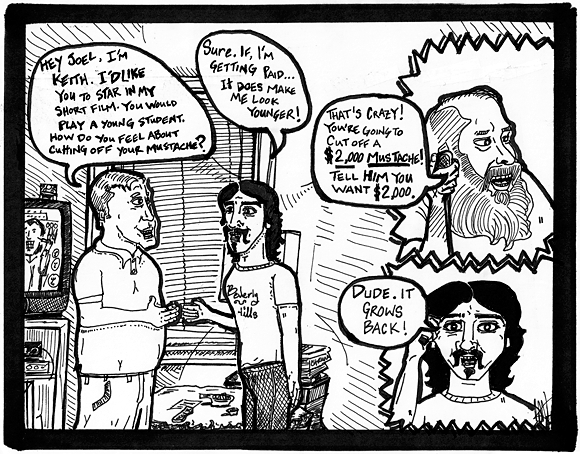 HEY JOEL, I'M
KEITH. I'D LIKE
YOU TO STAR IN MY
SHORT FILM. YOU WOULD
PLAY A YOUNG STUDENT.
HOW DO YOU FEEL ABOUT
CUTTING OFF YOUR MUSTACHE?
SURE. IF, I'M
GETTING PAID...
IT DOES MAKE
ME LOOK
YOUNGER!
THAT'S CRAZY!
YOU'RE GOING TO
CUT OFF A
$2,000 MUSTACHE!
TELL HIM YOU
WANT $2,000.
DUDE. IT
GROWS
BACK!
Beverly
Hills